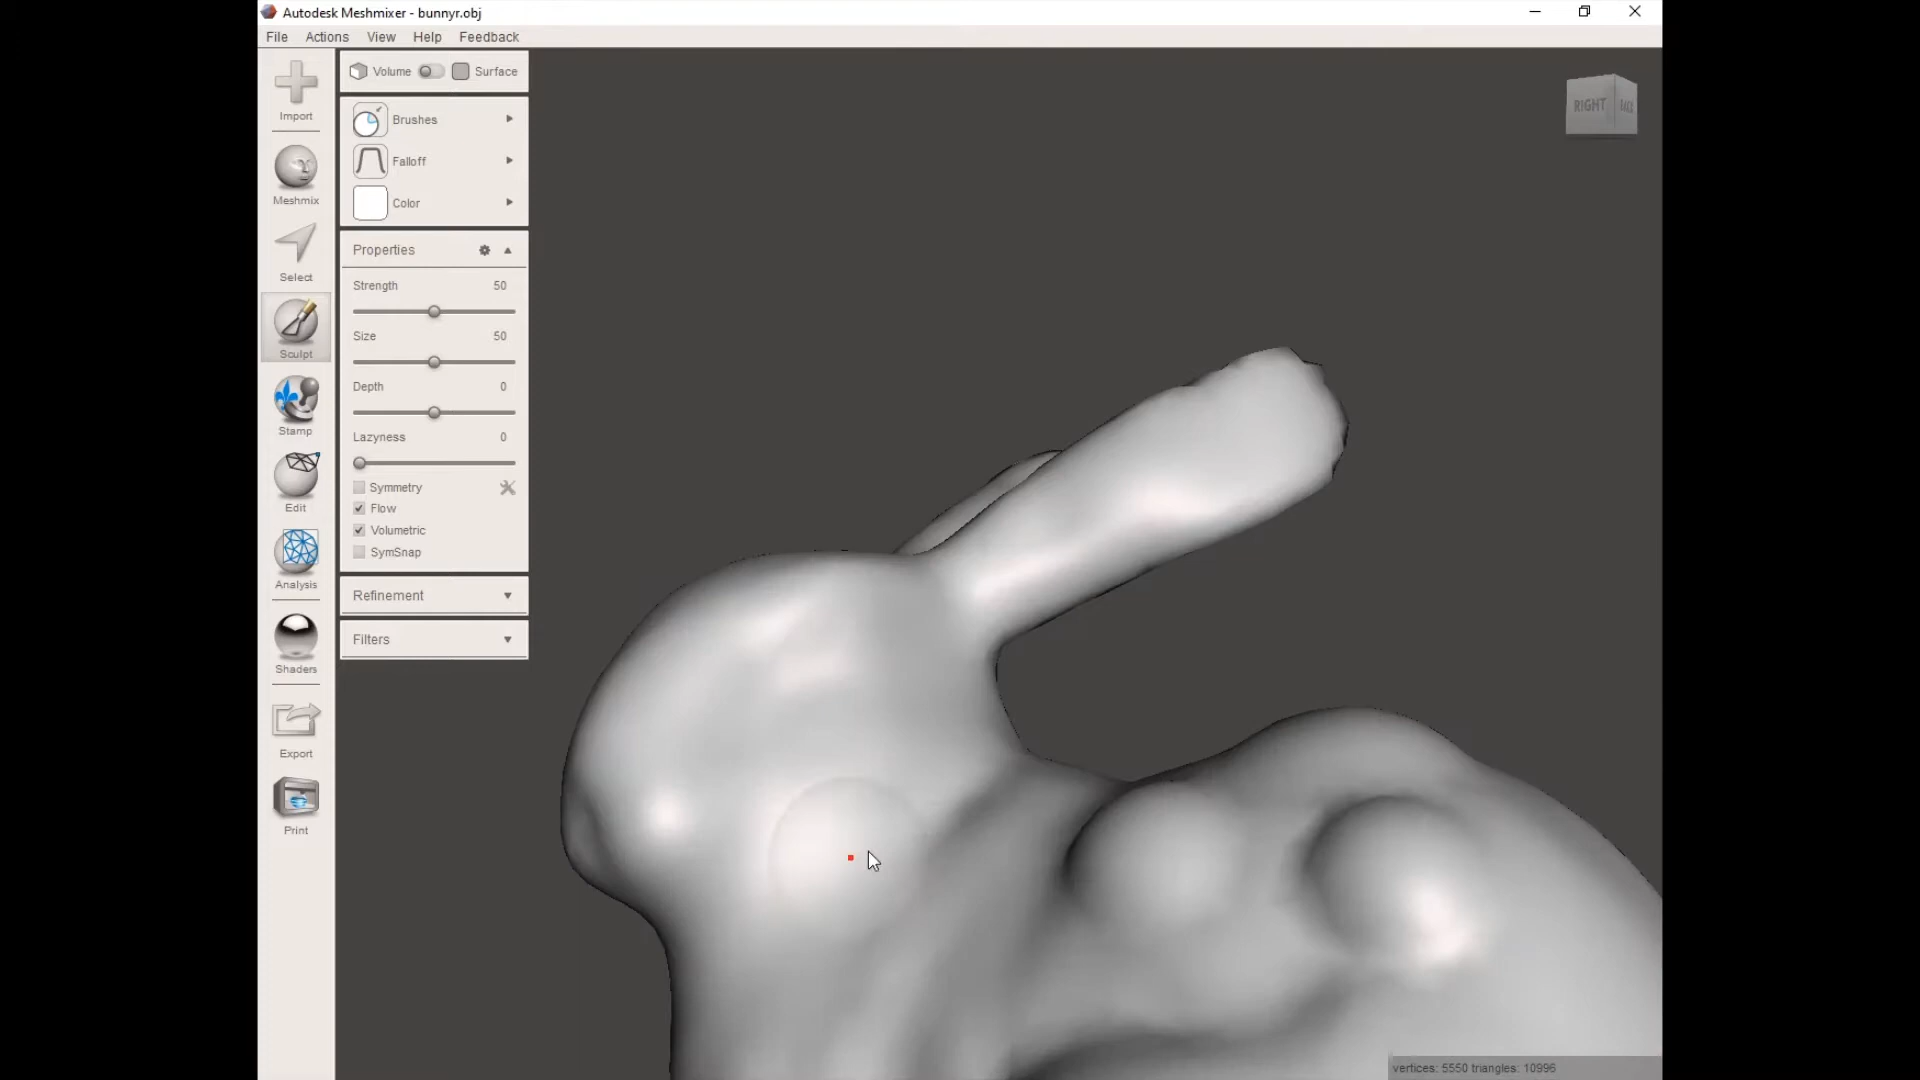 Autodesk Meshmixer - bunnyr.obj
File Actions View Help Feedback
Import
Meshmix
Select
Sculpt
Stamp
Edit
Analysis
Shaders
Export
Print
Volume Surface
Brushes
Falloff
Color
Properties
Strength 50
Size 50
Depth 0
Lazyness 0
Symmetry
Flow
Volumetric
SymSnap
Refinement
Filters
RIGHT BACK
vertices: 5550 triangles: 10996